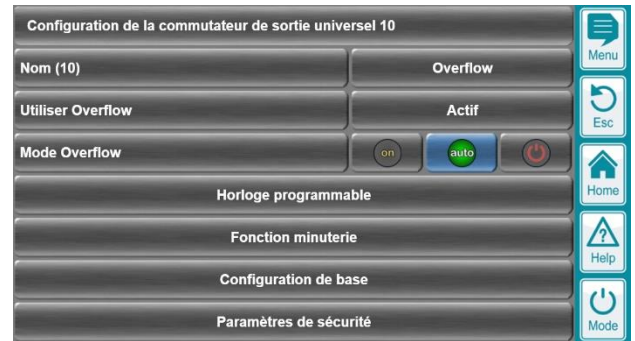 Configuration de la commutateur de sortie universel 10
Menu
Nom (10) Overflow
Utiliser Overflow Actif
Esc
Mode Overflow on auto
Horloge programmable
Home
Fonction minuterie
Help
Configuration de base
Paramètres de sécurité
Mode